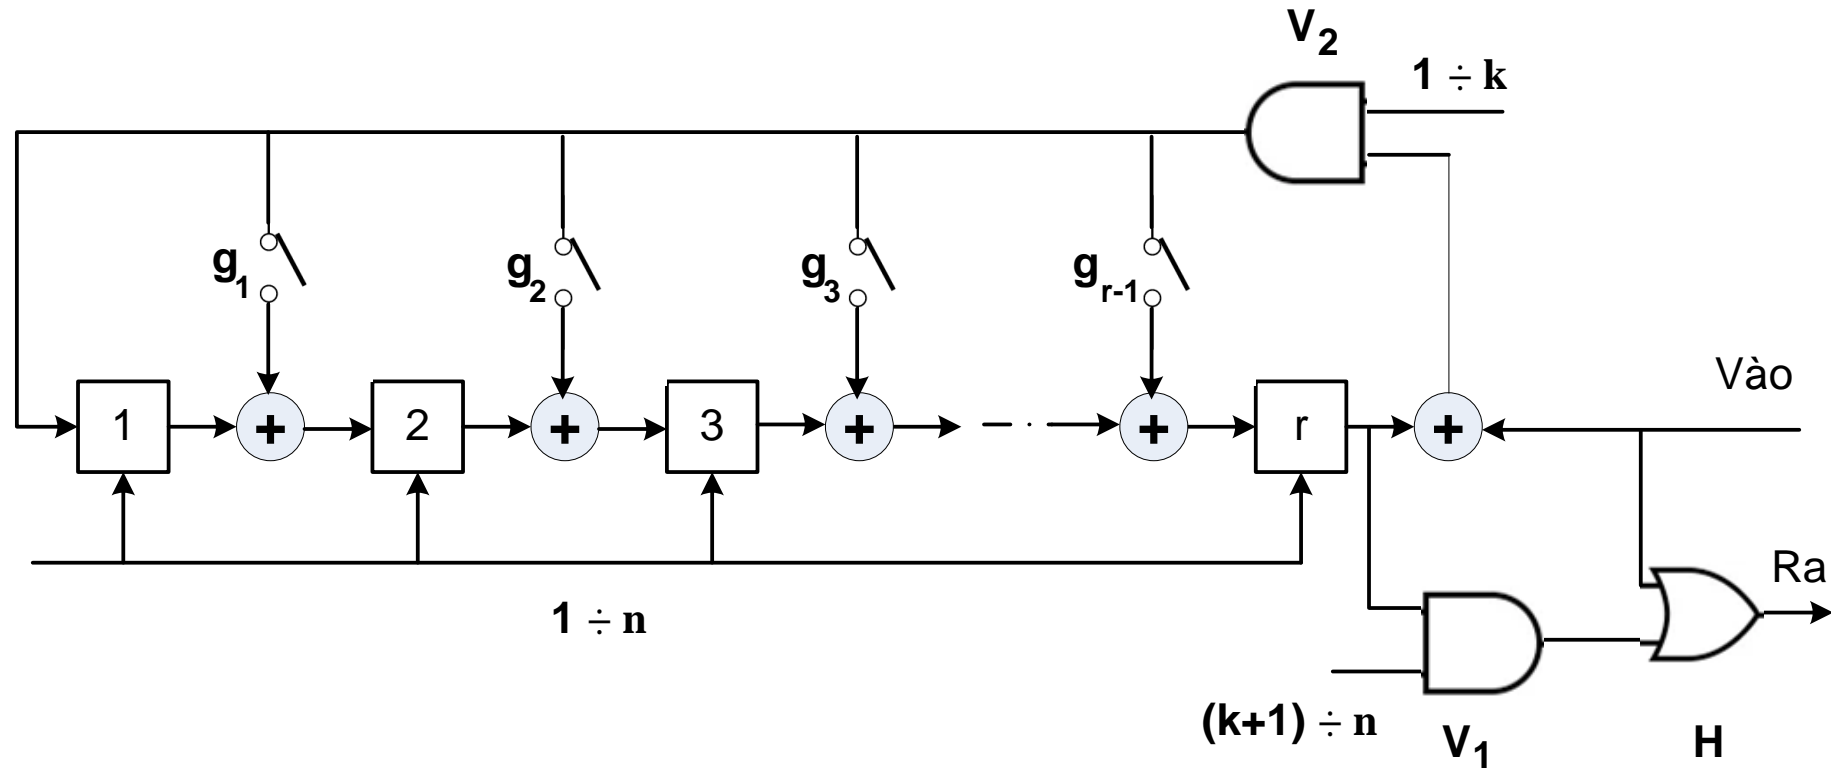 V2
1 ÷ k
g1
g2
g3
gr-1
Vào
1
+
2
+
3
+
+
r
+
Ra
1 ÷ n
(k+1) ÷ n
V1
H